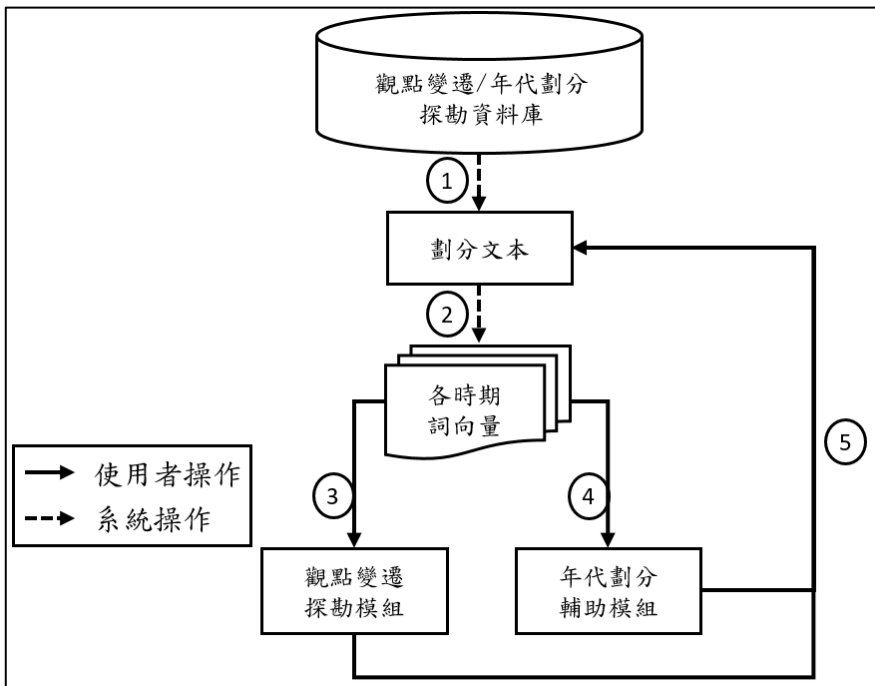 觀點變遷/年代劃分
探勘資料庫
1
劃分文本
2
各時期
詞向量
5
使用者操作
系統操作
3
4
觀點變遷
探勘模組
年代劃分
輔助模組